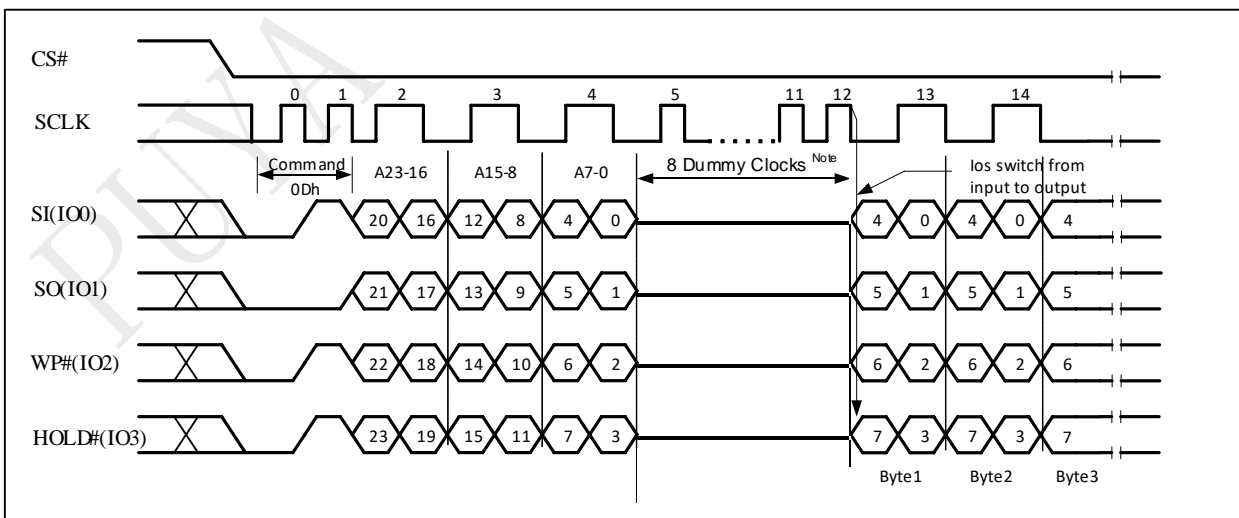 PUYA
CS#
SCLK
0 1 2 3 4 5 11 12 13 14
Command
0Dh
A23-16 A15-8 A7-0
8 Dummy Clocks Note
Ios switch from
input to output
SI(IO0) 20 16 12 8 4 0 4 0 4 0 4
SO(IO1) 21 17 13 9 5 1 5 1 5 1 5
WP#(IO2) 22 18 14 10 6 2 6 2 6 2 6
HOLD#(IO3) 23 19 15 11 7 3 7 3 7 3 7
Byte1 Byte2 Byte3